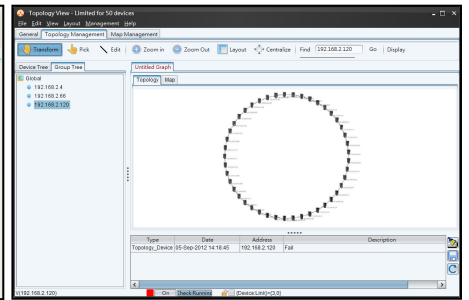 Topology View - Limited for 50 devices
File Edit View Layout Management Help
General Topology Management Map Management
Transform Pick Edit Zoom in Zoom Out Layout Centralize Find 192.168.2.120 Go Display
Device Tree Group Tree Untitled Graph
Topology Map
Global
192.168.2.4
192.168.2.66
192.168.2.120
Type Date Address Description
Topology_Device 05-Sep-2012 14:18:45 192.168.2.120 Fail
V(192.168.2.120) On Check Running (Device:Link)=(3,0)